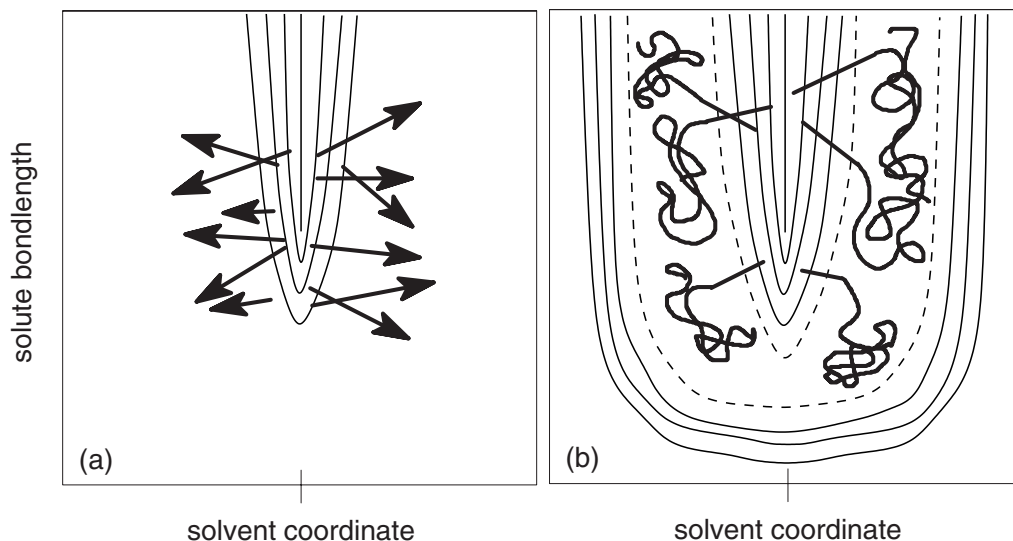 solute bondlength
(a)
(b)
solvent coordinate
solvent coordinate